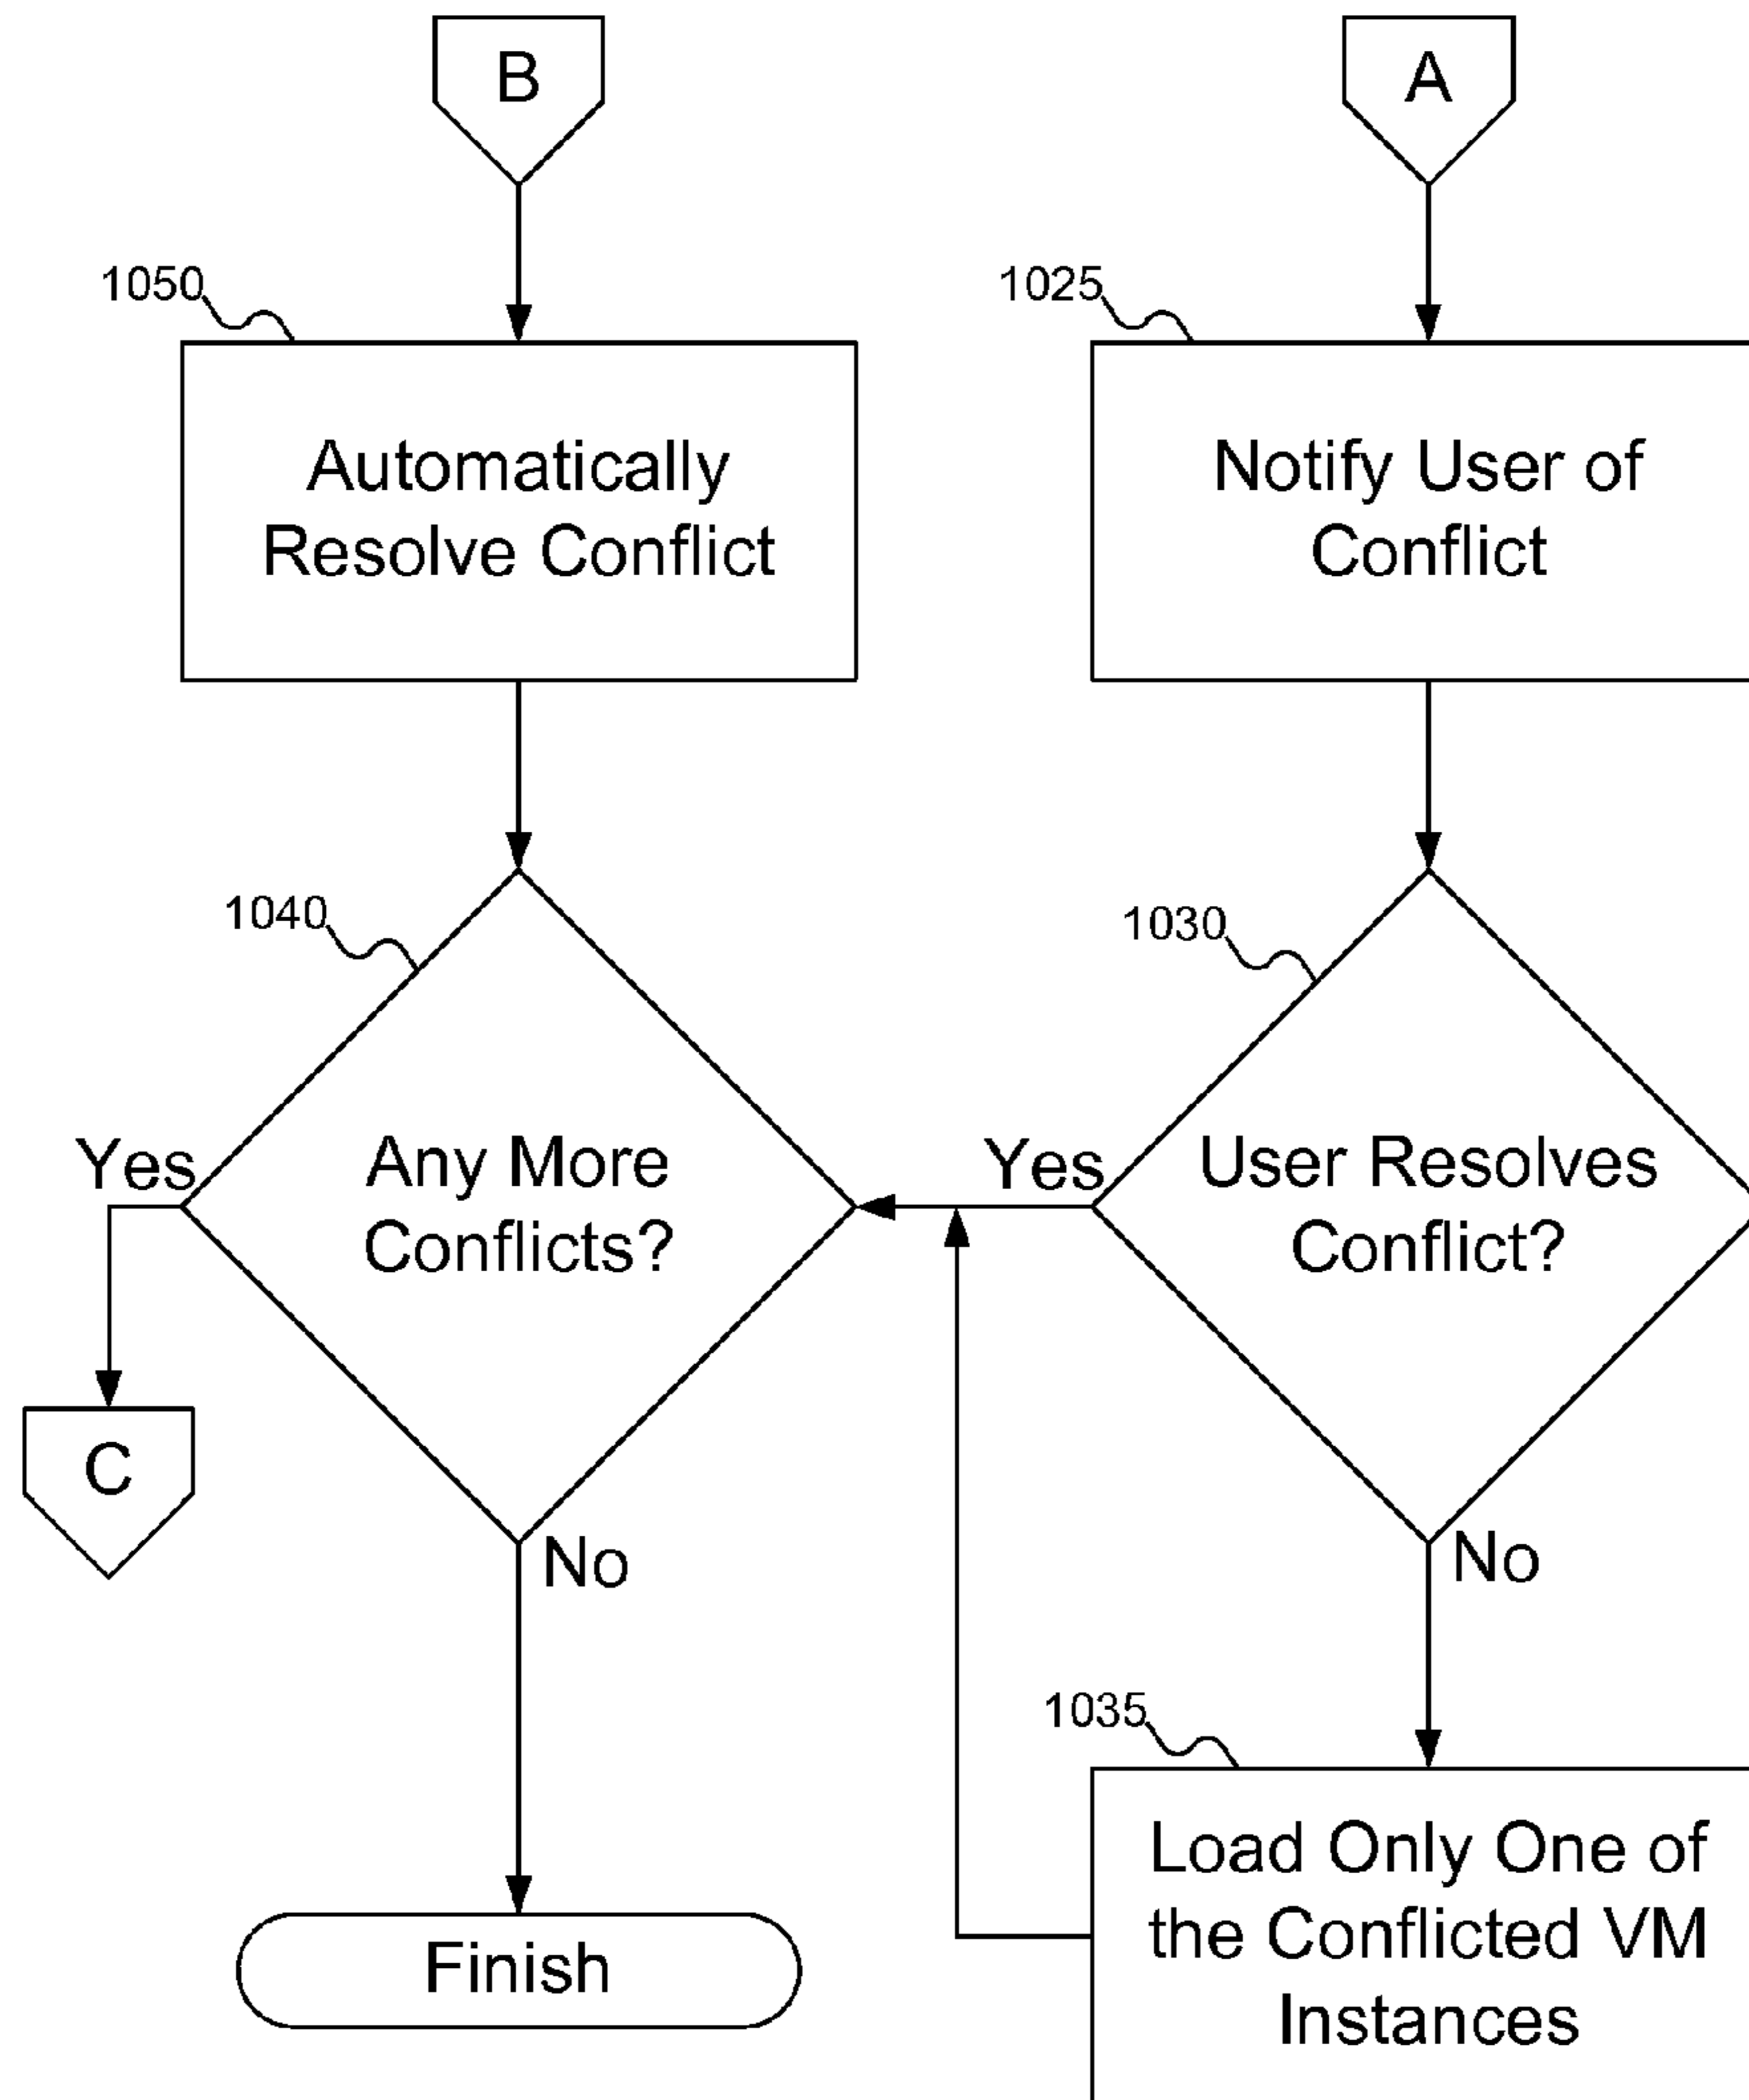 B
A
1050
1025
Automatically
Resolve Conflict
Notify User of
Conflict
1040
1030
Yes
Any More
Conflicts?
Yes
User Resolves
Conflict?
C
No
No
1035
Load Only One of
the Conflicted VM
Instances
Finish